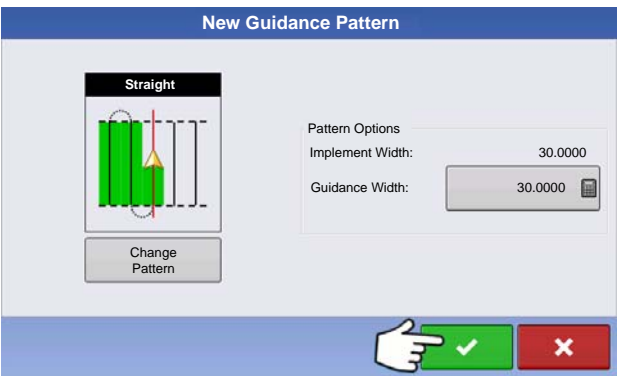 New Guidance Pattern
Straight
Change
Pattern
Pattern Options
Implement Width: 30.0000
Guidance Width: 30.0000